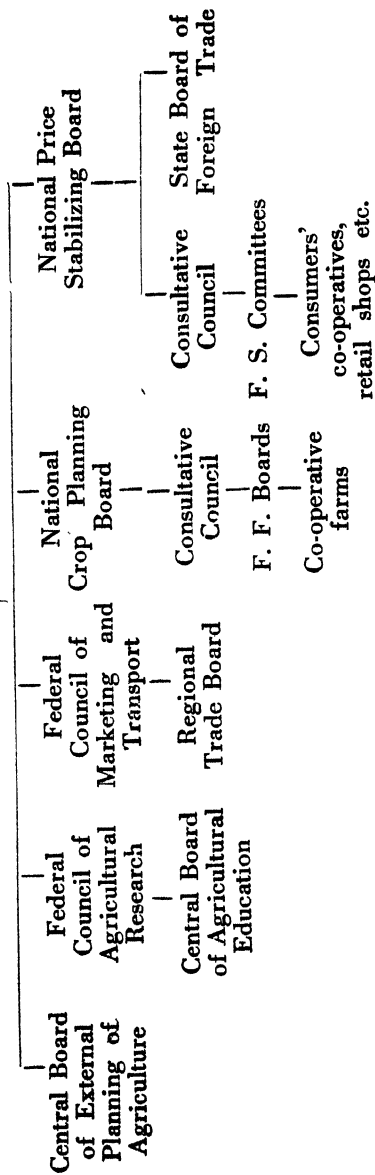 Central Board
of External
Planning of
Agriculture
Federal
Council of
Agricultural
Research
Central Board
of Agricultural
Education
Federal
Council of
Marketing and
Transport
Regional
Trade Board
National
Crop Planning
Board
Consultative
Council
F. F. Boards
Co-operative
farms
National Price
Stabilizing Board
Consultative
Council
F. S. Committees
Consumers'
co-operatives,
retail shops etc.
State Board of
Foreign Trade